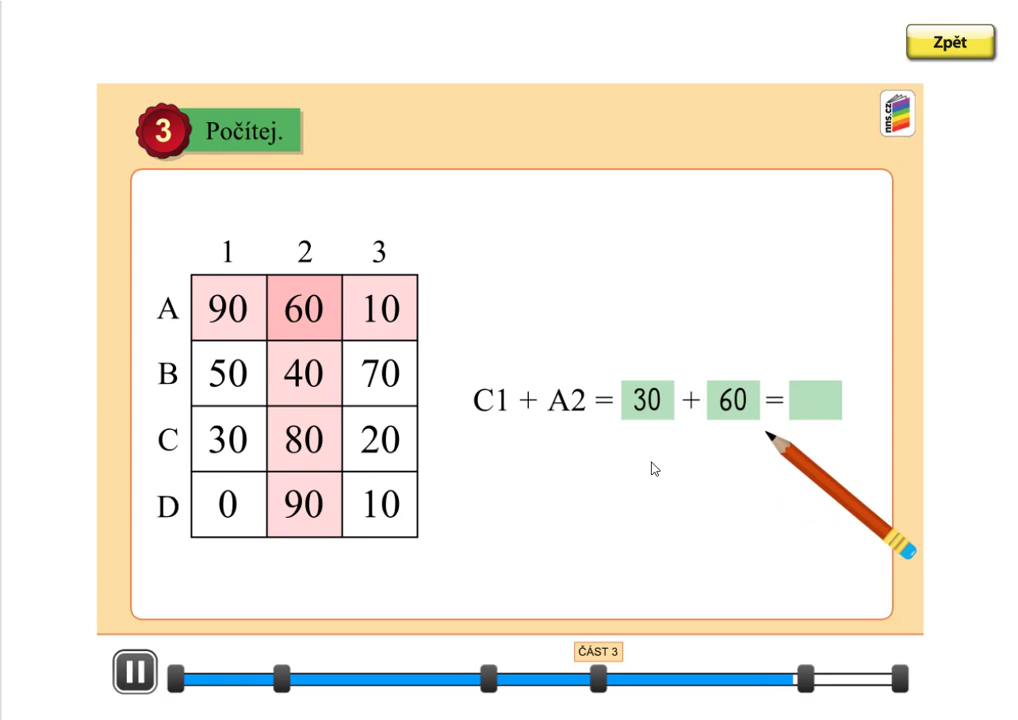 Zpět
3 Počítej.
nns.cz
1 2 3
A 90 60 10
B 50 40 70
C 30 80 20
D 0 90 10
C1 + A2 = 30 + 60 =
ČÁST 3